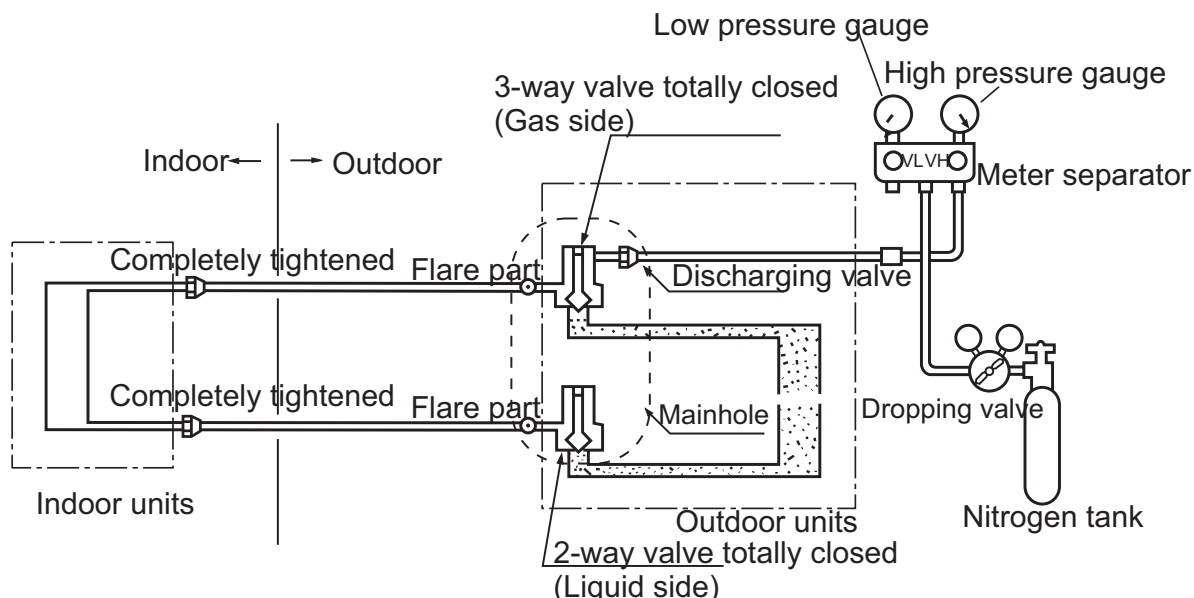 Low pressure gauge
High pressure gauge
3-way valve totally closed
(Gas side)
Indoor
Outdoor
VL VH
Meter separator
Completely tightened
Flare part
Discharging valve
Completely tightened
Flare part
Mainhole
Dropping valve
Indoor units
Outdoor units
Nitrogen tank
2-way valve totally closed
(Liquid side)